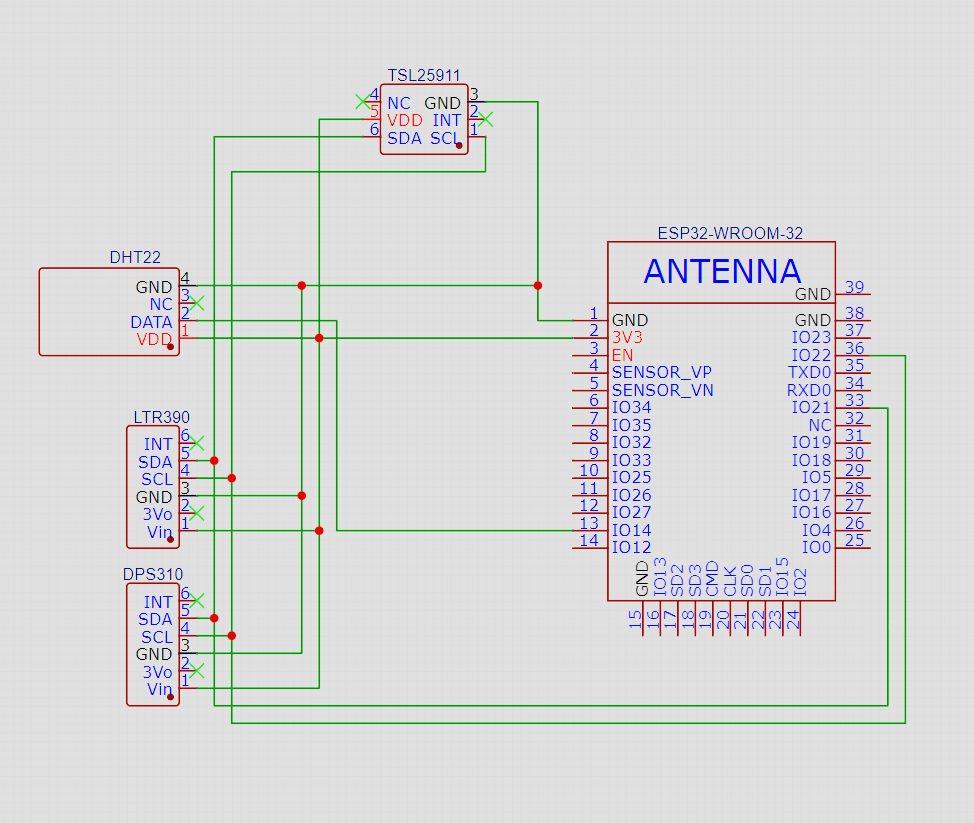 TSL25911
4 NC GND 3
5 VDD INT 2
6 SDA SCL 1
DHT22
GND 4
NC 3
DATA 2
VDD 1
LTR390
INT 6
SDA 5
SCL 4
GND 3
3Vo 2
Vin 1
DPS310
INT 6
SDA 5
SCL 4
GND 3
3Vo 2
Vin 1
ESP32-WROOM-32
ANTENNA
GND 39
1 GND GND 38
2 3V3 IO23 37
3 EN IO22 36
4 SENSOR_VP TXD0 35
5 SENSOR_VN RXD0 34
6 IO34 IO21 33
7 IO35 NC 32
8 IO32 IO19 31
9 IO33 IO18 30
10 IO25 IO5 29
11 IO26 IO17 28
12 IO27 IO16 27
13 IO14 IO4 26
14 IO12 IO0 25
GND IO13 SD2 SD3 CMD CLK SD0 SD1 IO15 IO2
15 16 17 18 19 20 21 22 23 24